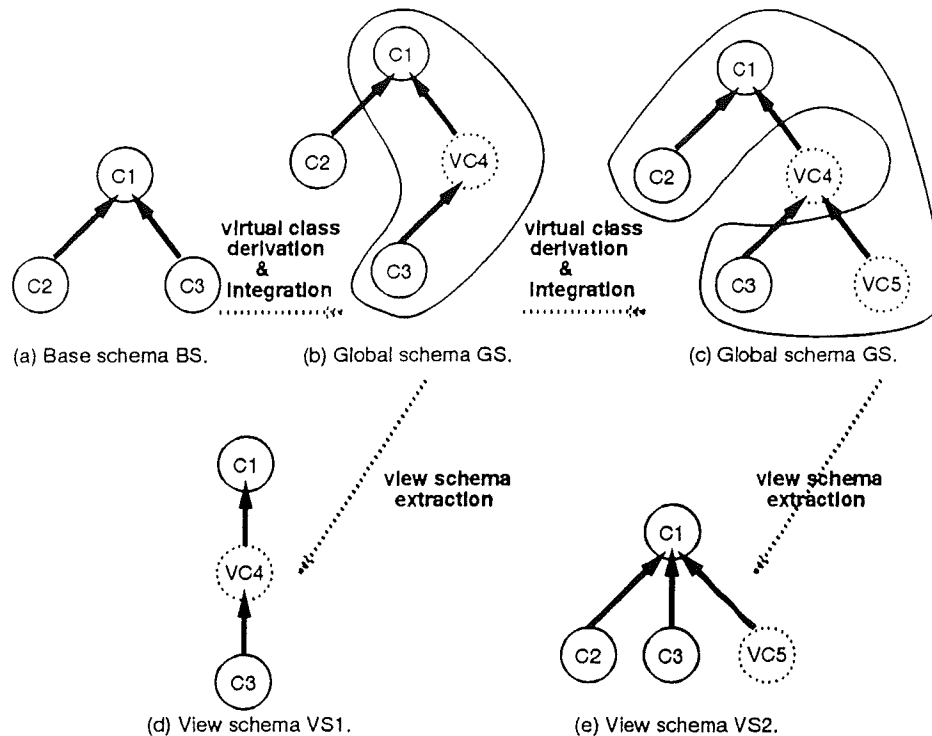 C1
C2
C3
(a) Base schema BS.
virtual class
derivation
&
integration
C1
C2
VC4
C3
(b) Global schema GS.
virtual class
derivation
&
integration
C1
C2
VC4
C3
VC5
(c) Global schema GS.
view schema
extraction
view schema
extraction
C1
VC4
C3
(d) View schema VS1.
C1
C2
C3
VC5
(e) View schema VS2.